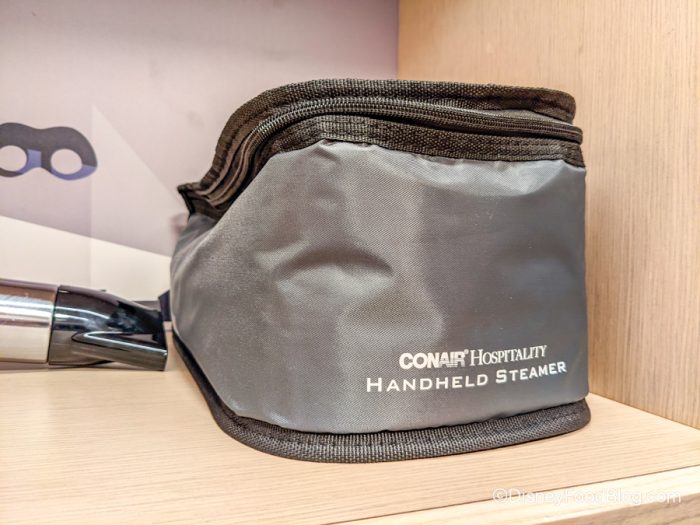 CONAIR® HOSPITALITY
HANDHELD STEAMER
©DisneyFoodBlog.com